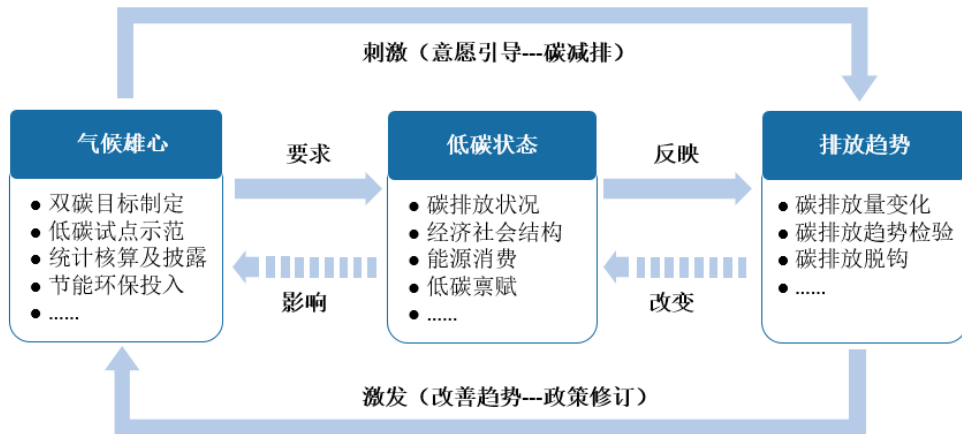 刺激（意愿引导---碳减排）
气候雄心
双碳目标制定
低碳试点示范
统计核算及披露
节能环保投入
......
要求
影响
低碳状态
碳排放状况
经济社会结构
能源消费
低碳禀赋
......
反映
改变
排放趋势
碳排放量变化
碳排放趋势检验
碳排放脱钩
......
激发（改善趋势---政策修订）